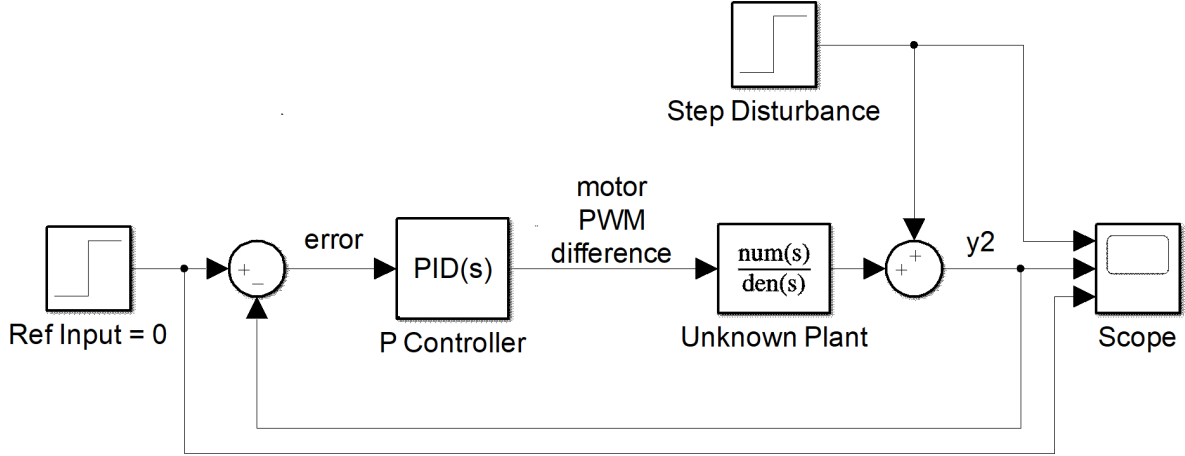 Step Disturbance
motor
PWM
difference
error
y2
+
−
PID(s)
num(s)
den(s)
+
+
Ref Input = 0
P Controller
Unknown Plant
Scope